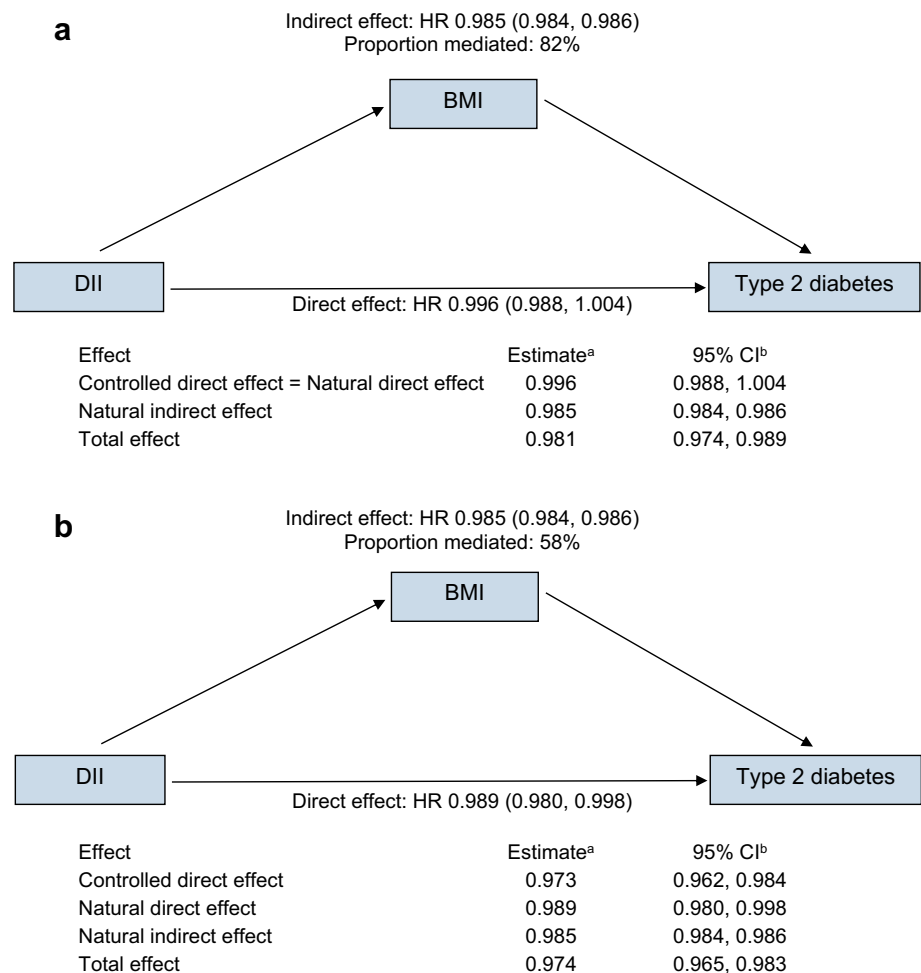 a
Indirect effect: HR 0.985 (0.984, 0.986)
Proportion mediated: 82%
BMI
DII
Type 2 diabetes
Direct effect: HR 0.996 (0.988, 1.004)
Effect Estimateᵃ 95% CIᵇ
Controlled direct effect = Natural direct effect 0.996 0.988, 1.004
Natural indirect effect 0.985 0.984, 0.986
Total effect 0.981 0.974, 0.989
b
Indirect effect: HR 0.985 (0.984, 0.986)
Proportion mediated: 58%
BMI
DII
Type 2 diabetes
Direct effect: HR 0.989 (0.980, 0.998)
Effect Estimateᵃ 95% CIᵇ
Controlled direct effect 0.973 0.962, 0.984
Natural direct effect 0.989 0.980, 0.998
Natural indirect effect 0.985 0.984, 0.986
Total effect 0.974 0.965, 0.983